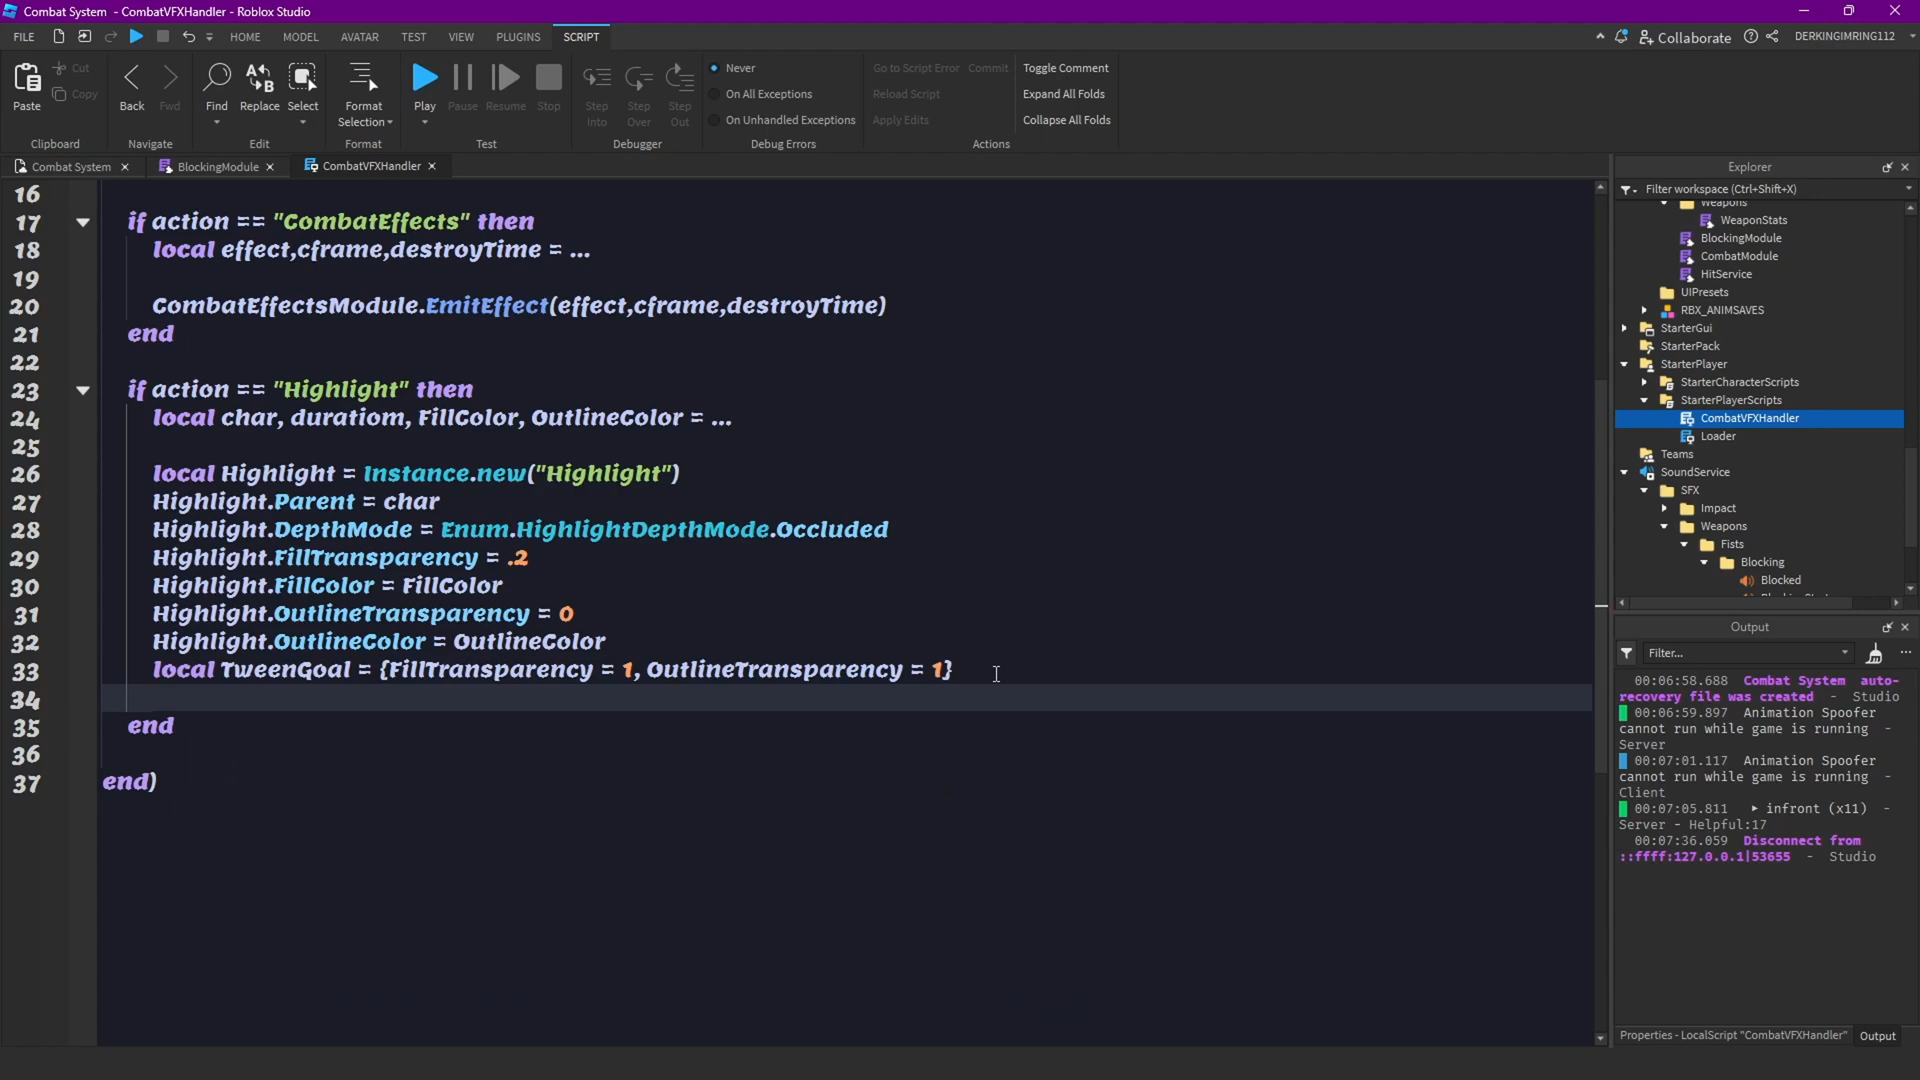 Combat System - CombatVFXHandler - Roblox Studio
FILE HOME MODEL AVATAR TEST VIEW PLUGINS SCRIPT Collaborate DERKINGIMRING112
Paste Cut Copy Back Fwd Find Replace Select Format Selection Play Pause Resume Stop Step Into Step Over Step Out
Never
On All Exceptions
On Unhandled Exceptions
Go to Script Error Commit
Reload Script
Apply Edits
Toggle Comment
Expand All Folds
Collapse All Folds
Clipboard Navigate Edit Format Test Debugger Debug Errors Actions
Combat System BlockingModule CombatVFXHandler
16
17 if action == "CombatEffects" then
18 local effect,cframe,destroyTime = ...
19
20 CombatEffectsModule.EmitEffect(effect,cframe,destroyTime)
21 end
22
23 if action == "Highlight" then
24 local char, duratiom, FillColor, OutlineColor = ...
25
26 local Highlight = Instance.new("Highlight")
27 Highlight.Parent = char
28 Highlight.DepthMode = Enum.HighlightDepthMode.Occluded
29 Highlight.FillTransparency = .2
30 Highlight.FillColor = FillColor
31 Highlight.OutlineTransparency = 0
32 Highlight.OutlineColor = OutlineColor
33 local TweenGoal = {FillTransparency = 1, OutlineTransparency = 1}
34
35 end
36
37 end)
Explorer
Filter workspace (Ctrl+Shift+X)
Weapons
WeaponStats
BlockingModule
CombatModule
HitService
UIPresets
RBX_ANIMSAVES
StarterGui
StarterPack
StarterPlayer
StarterCharacterScripts
StarterPlayerScripts
CombatVFXHandler
Loader
Teams
SoundService
SFX
Impact
Weapons
Fists
Blocking
Blocked
Output
Filter...
00:06:58.688 Combat System auto-
recovery file was created - Studio
00:06:59.897 Animation Spoofer
cannot run while game is running -
Server
00:07:01.117 Animation Spoofer
cannot run while game is running -
Client
00:07:05.811 ▸ infront (x11) -
Server - Helpful:17
00:07:36.059 Disconnect from
::ffff:127.0.0.1|53655 - Studio
Properties - LocalScript "CombatVFXHandler" Output